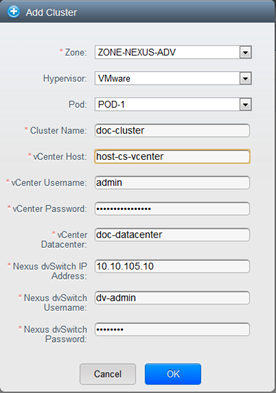 Add Cluster
* Zone: ZONE-NEXUS-ADV
Hypervisor: VMware
Pod: POD-1
* Cluster Name: doc-cluster
* vCenter Host: host-cs-vcenter
* vCenter Username: admin
* vCenter Password: ••••••••••••••••
* vCenter Datacenter: doc-datacenter
* Nexus dvSwitch IP Address: 10.10.105.10
* Nexus dvSwitch Username: dv-admin
* Nexus dvSwitch Password: ••••••••
Cancel OK